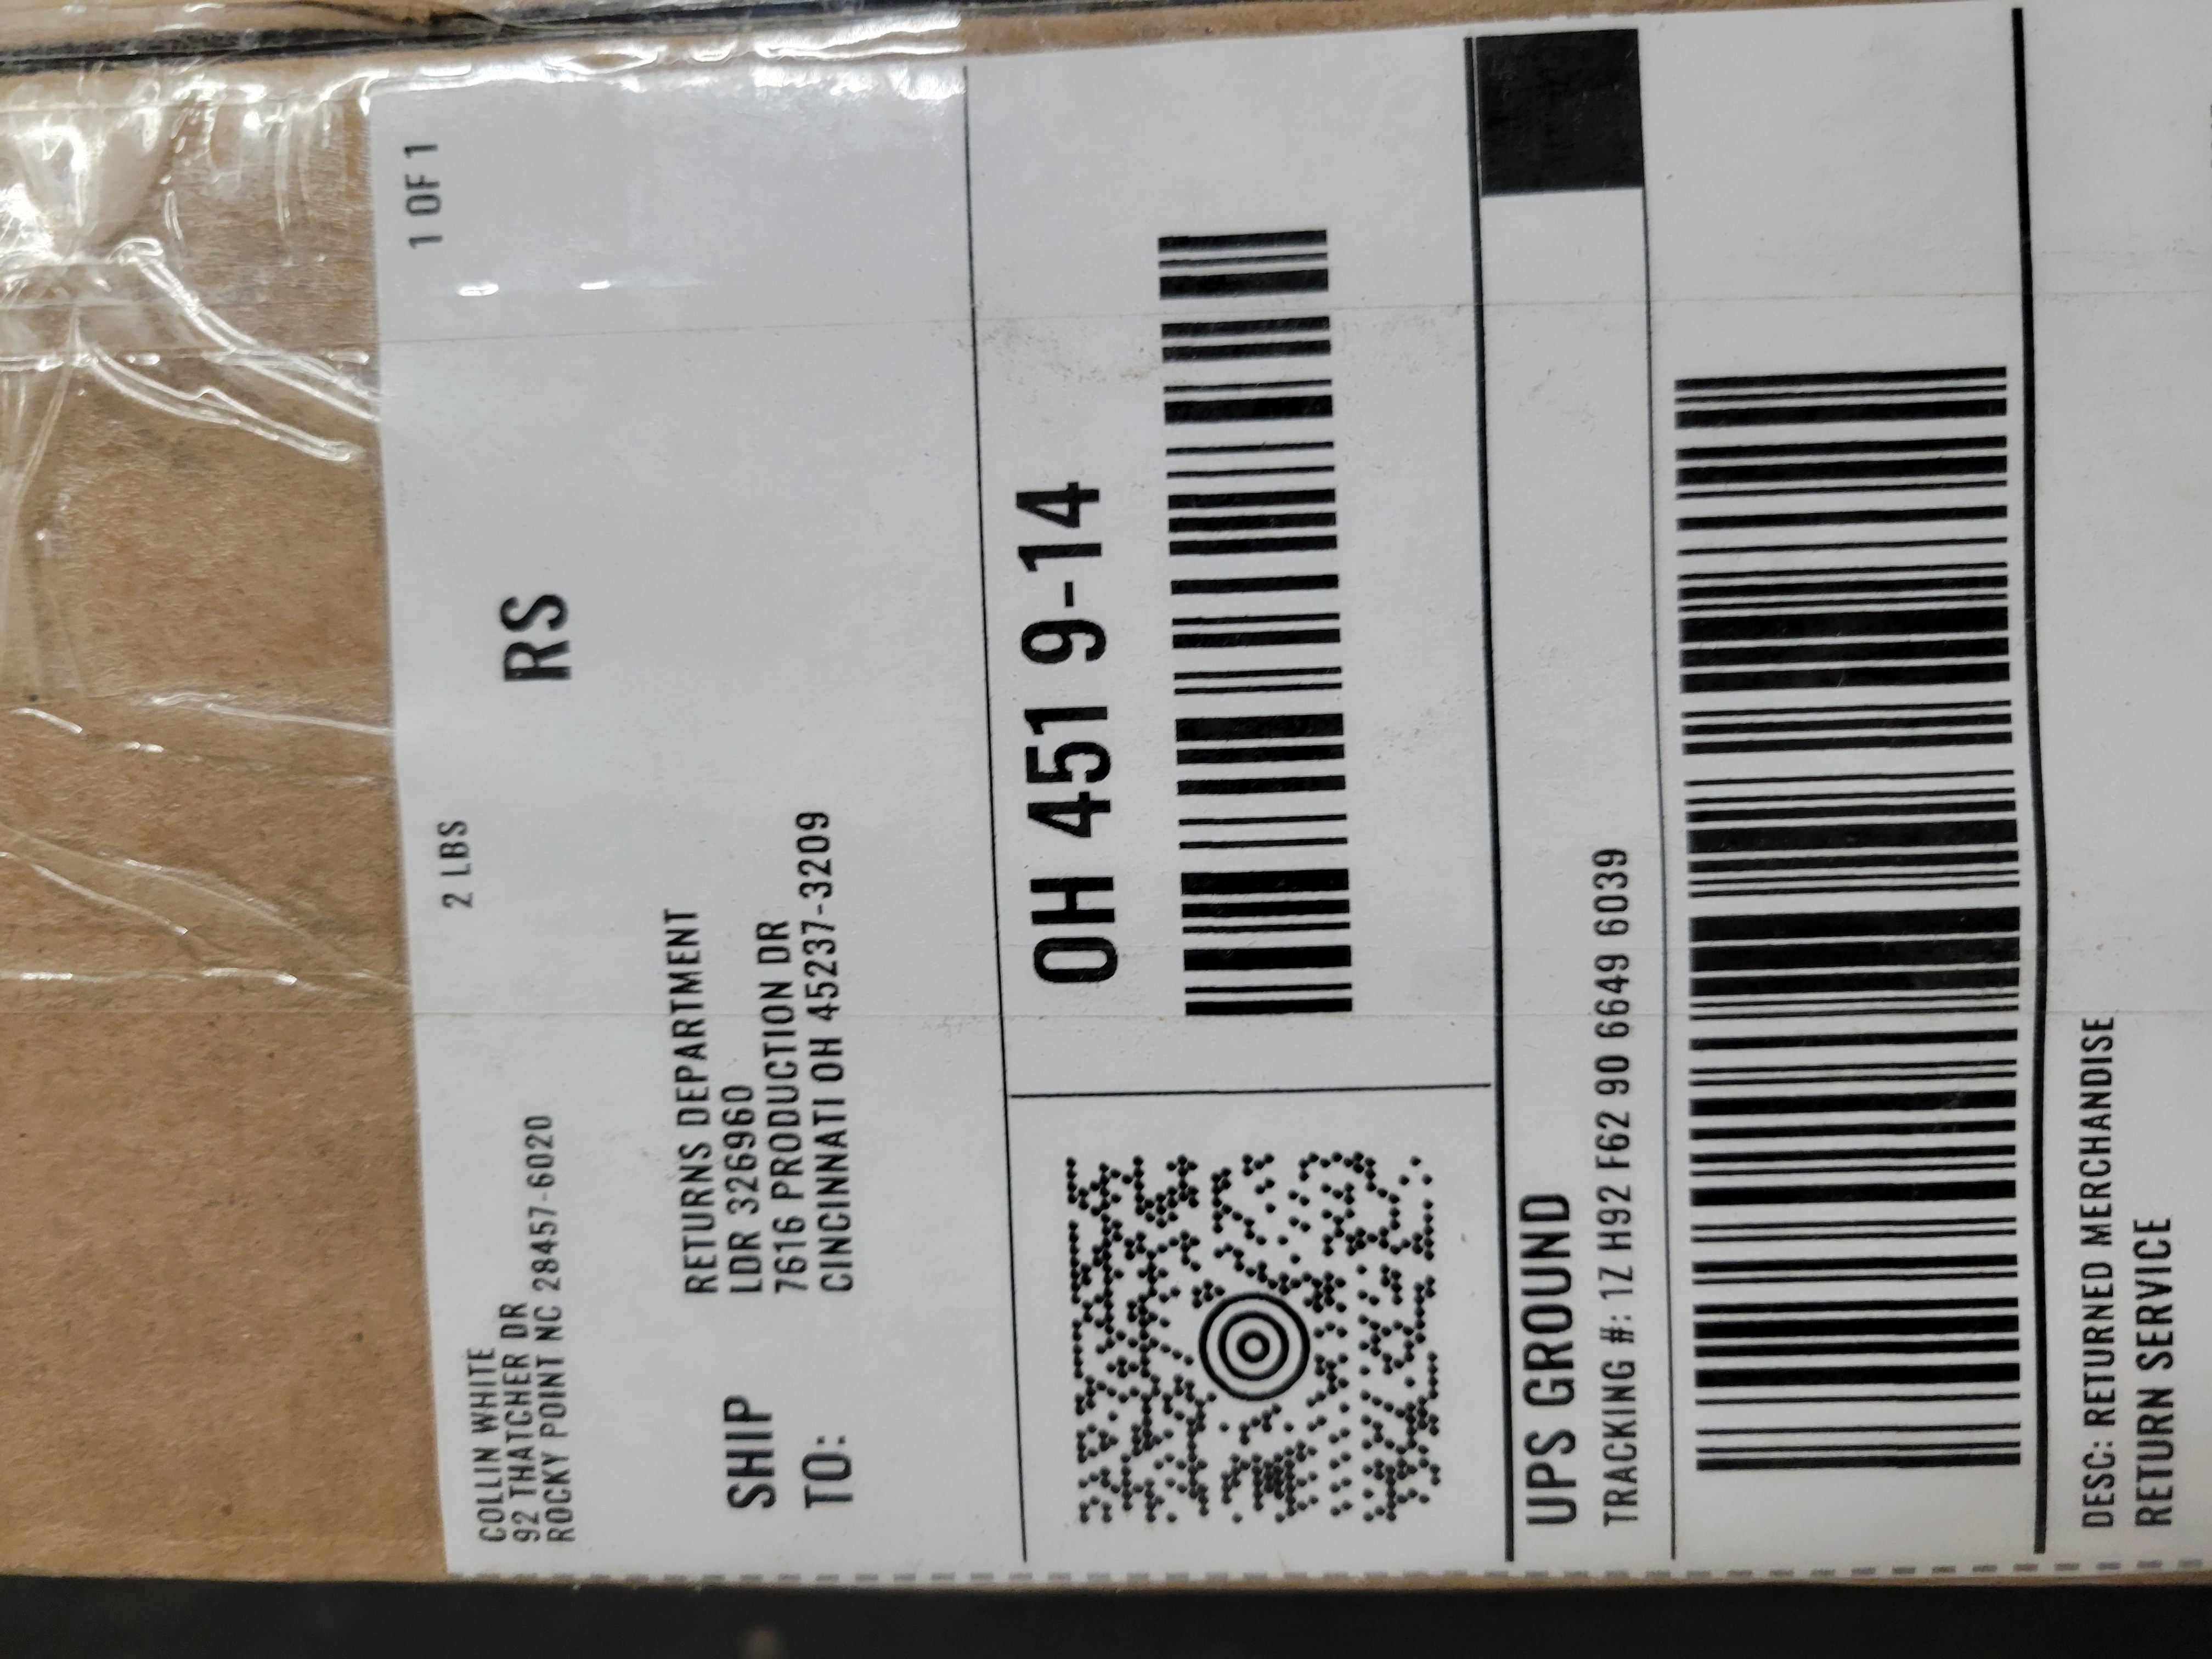 COLLIN WHITE
92 THATCHER DR
ROCKY POINT NC 28457-6020
2 LBS
1 OF 1
RS
SHIP
TO:
RETURNS DEPARTMENT
LDR 326960
7616 PRODUCTION DR
CINCINNATI OH 45237-3209
OH 451 9-14
UPS GROUND
TRACKING #: 1Z H92 F62 90 6649 6039
DESC: RETURNED MERCHANDISE
RETURN SERVICE